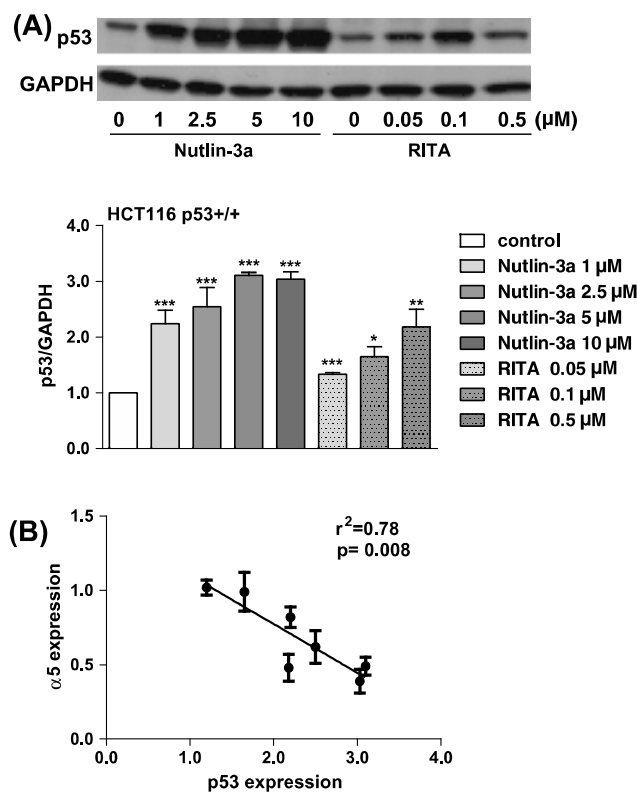 (A)
p53
GAPDH
0 1 2.5 5 10 0 0.05 0.1 0.5 (µM)
Nutlin-3a RITA
HCT116 p53+/+
4.0
3.0
2.0
1.0
0.0
p53/GAPDH
*** *** *** *** *** * **
control
Nutlin-3a 1 µM
Nutlin-3a 2.5 µM
Nutlin-3a 5 µM
Nutlin-3a 10 µM
RITA 0.05 µM
RITA 0.1 µM
RITA 0.5 µM
(B)
r²=0.78
p= 0.008
1.5
1.0
0.5
0.0
α5 expression
0.0 1.0 2.0 3.0 4.0
p53 expression